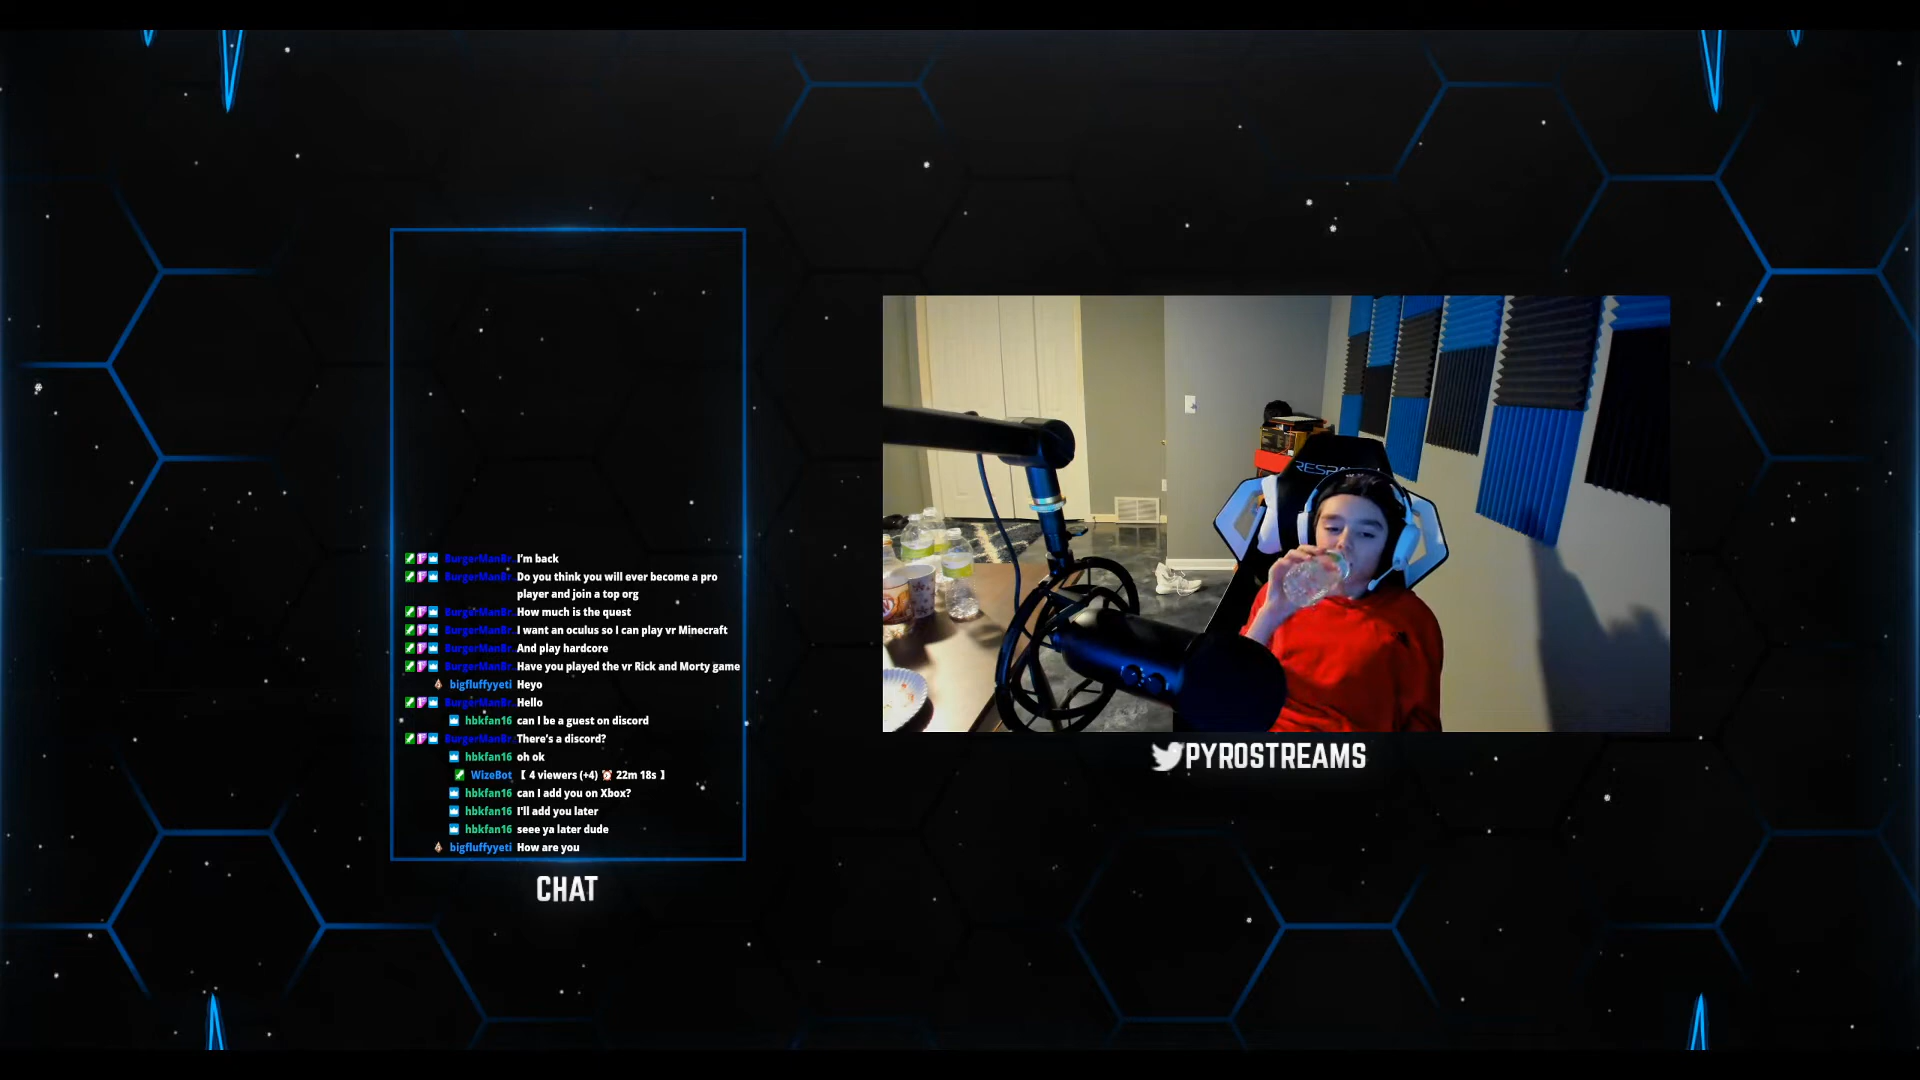 BurgerManBr.. I'm back
BurgerManBr.. Do you think you will ever become a pro
player and join a top org
BurgerManBr.. How much is the quest
BurgerManBr.. I want an oculus so I can play vr Minecraft
BurgerManBr.. And play hardcore
BurgerManBr.. Have you played the vr Rick and Morty game
bigfluffyyeti Heyo
BurgerManBr.. Hello
hbkfan16 can I be a guest on discord
BurgerManBr.. There's a discord?
hbkfan16 oh ok
WizeBot 【 4 viewers (+4) ⏰ 22m 18s 】
hbkfan16 can I add you on Xbox?
hbkfan16 I'll add you later
hbkfan16 seee ya later dude
bigfluffyyeti How are you
CHAT
PYROSTREAMS